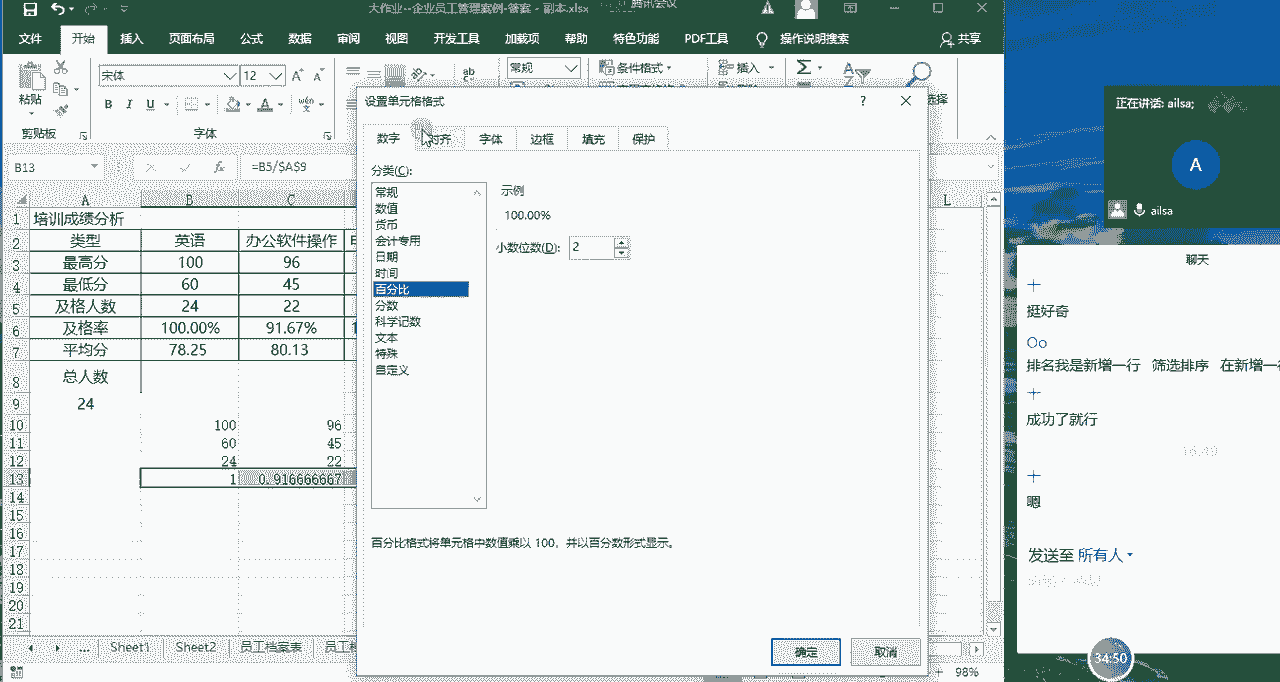 大作业--企业员工管理案例-答案 - 副本.xlsx
腾讯会议
文件 开始 插入 页面布局 公式 数据 审阅 视图 开发工具 加载项 帮助 特色功能 PDF工具 操作说明搜索 共享
粘贴 宋体 12 常规 条件格式 插入
B I U
剪贴板 字体 选择
B13 =B5/$A$9
A B C L
1 培训成绩分析
2 类型 英语 办公软件操作
3 最高分 100 96
4 最低分 60 45
5 及格人数 24 22
6 及格率 100.00% 91.67%
7 平均分 78.25 80.13
8 总人数
9 24
10 100 96
11 60 45
12 24 22
13 1 0.916666667
14
15
16
17
18
19
20
21
Sheet1 Sheet2 员工档案表
98%
设置单元格格式
数字 对齐 字体 边框 填充 保护
分类(C):
常规
数值
货币
会计专用
日期
时间
百分比
分数
科学记数
文本
特殊
自定义
示例
100.00%
小数位数(D): 2
百分比格式将单元格中数值乘以 100，并以百分数形式显示。
确定 取消
正在讲话: ailsa;
A
ailsa
聊天
挺好奇
Oo
排名我是新增一行 筛选排序 在新增一
成功了就行
嗯
发送至 所有人
34:50